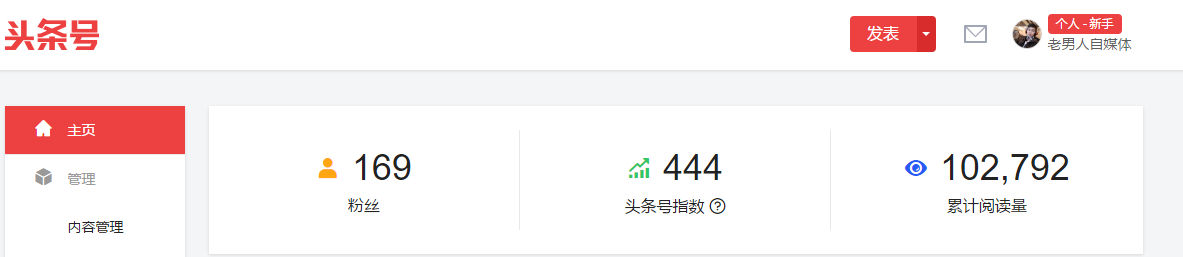 头条号
发表
个人 - 新手
老男人自媒体
主页
管理
内容管理
169
粉丝
444
头条号指数
102,792
累计阅读量